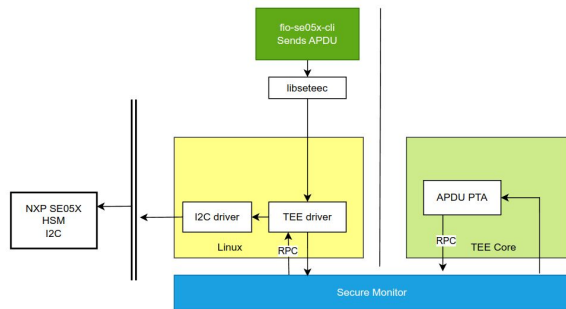 fio-se05x-cli
Sends APDU
libseteec
NXP SE05X
HSM
I2C
I2C driver
TEE driver
APDU PTA
RPC
RPC
Linux
TEE Core
Secure Monitor